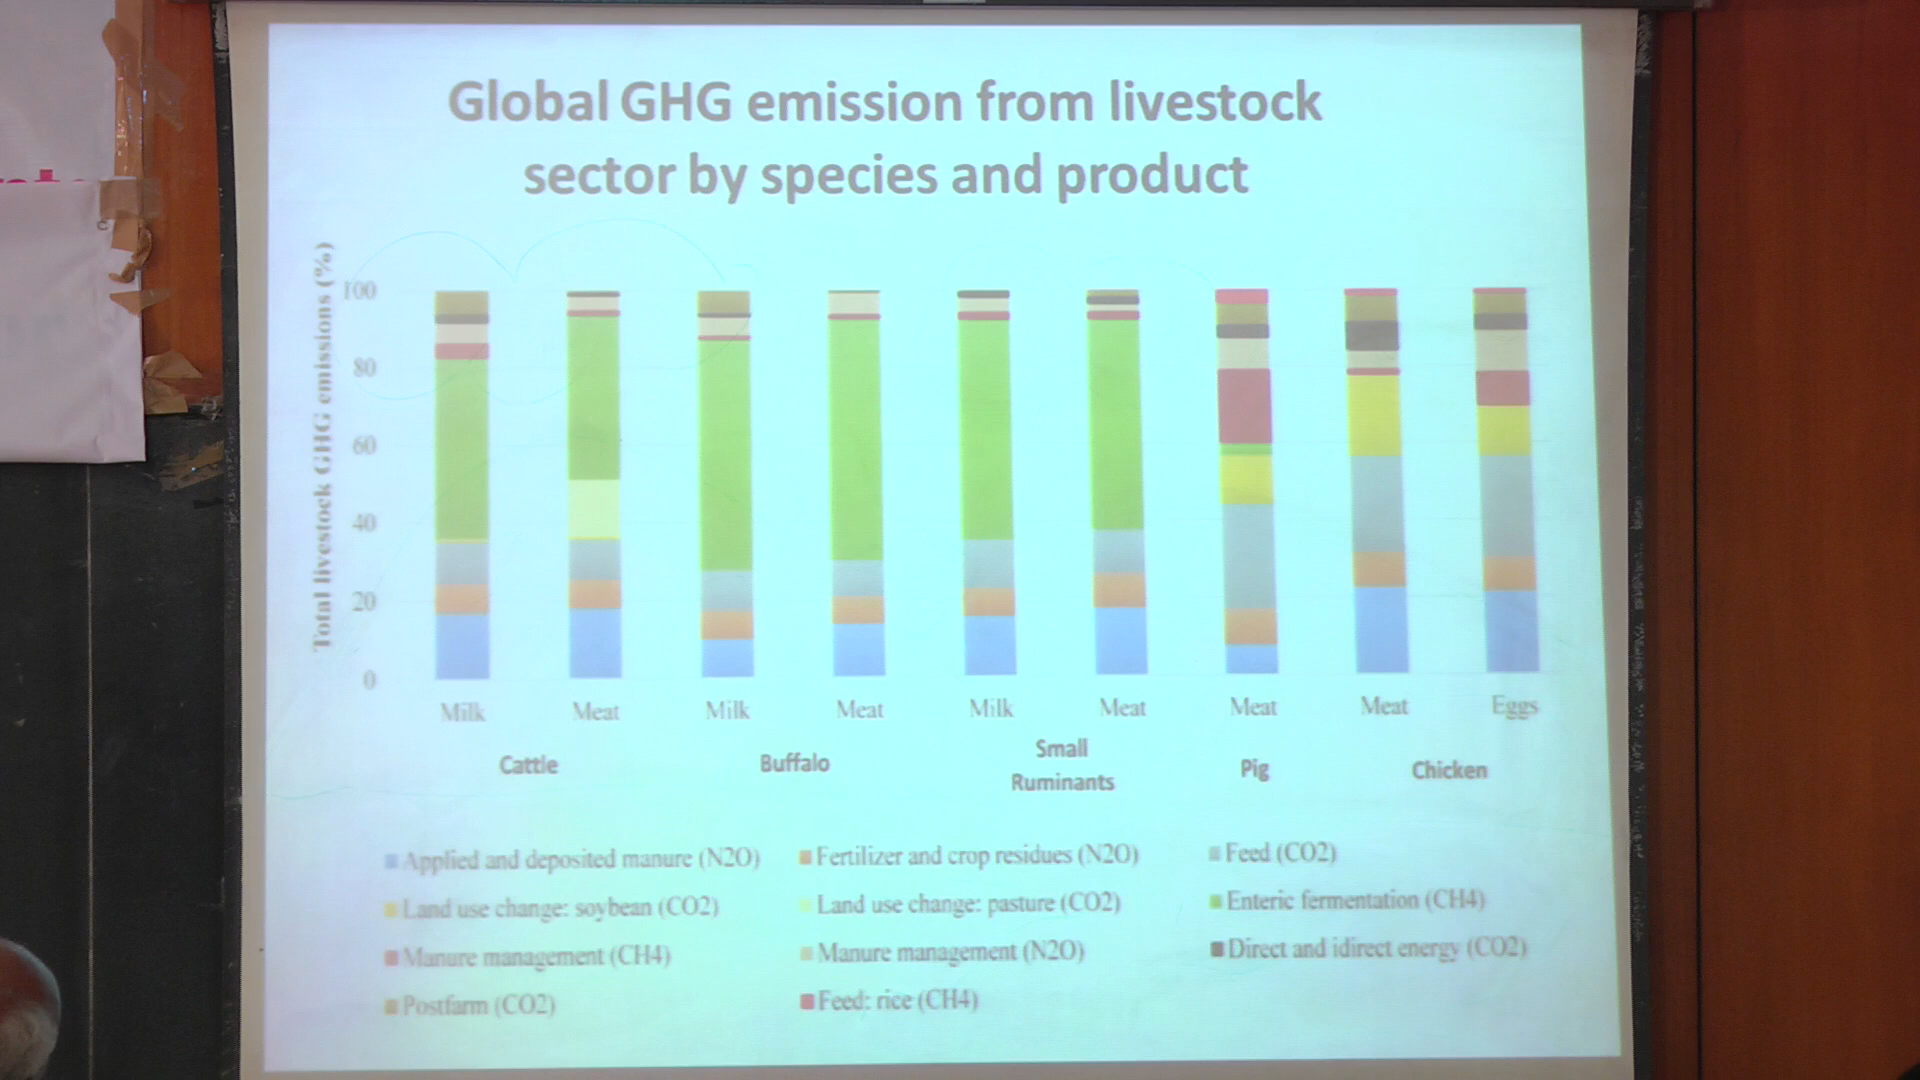 Global GHG emission from livestock
sector by species and product
Total livestock GHG emissions (%)
100
80
60
40
20
0
Milk Meat Milk Meat Milk Meat Meat Meat Eggs
Cattle Buffalo Small Ruminants Pig Chicken
Applied and deposited manure (N2O) Fertilizer and crop residues (N2O) Feed (CO2)
Land use change: soybean (CO2) Land use change: pasture (CO2) Enteric fermentation (CH4)
Manure management (CH4) Manure management (N2O) Direct and idirect energy (CO2)
Postfarm (CO2) Feed: rice (CH4)